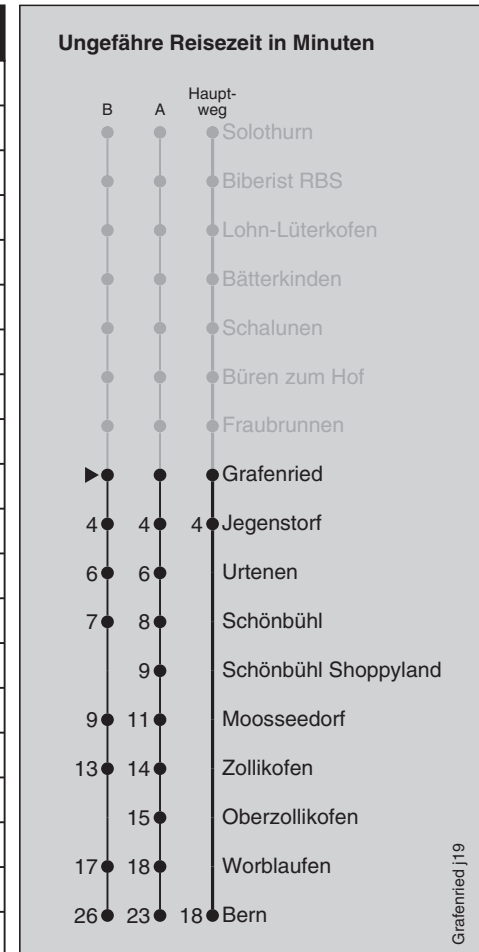 Ungefähre Reisezeit in Minuten
Haupt-
B A weg
Solothurn
Biberist RBS
Lohn-Lüterkofen
Bätterkinden
Schalunen
Büren zum Hof
Fraubrunnen
Grafenried
4 4 4 Jegenstorf
6 6 Urtenen
7 8 Schönbühl
9 Schönbühl Shoppyland
9 11 Moosseedorf
13 14 Zollikofen
15 Oberzollikofen
17 18 Worblaufen
26 23 18 Bern
Grafenried j19